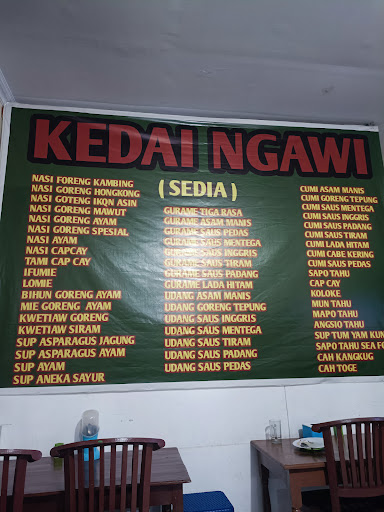 KEDAI NGAWI
( SEDIA )
NASI FORENG KAMBING
NASI GORENG HONGKONG
NASI GOTENG IKQN ASIN
NASI GORENG MAWUT
NASI GORENG AYAM
NASI GORENG SPESIAL
NASI AYAM
NASI CAPCAY
TAMI CAP CAY
IFUMIE
LOMIE
BIHUN GORENG AYAM
MIE GORENG AYAM
KWETIAW GORENG
KWETIAW SIRAM
SUP ASPARAGUS JAGUNG
SUP ASPARAGUS AYAM
SUP AYAM
SUP ANEKA SAYUR
GURAME TIGA RASA
GURAME ASAM MANIS
GURAME SAUS PEDAS
GURAME SAUS MENTEGA
GURAME SAUS INGGRIS
GURAME SAUS TIRAM
GURAME SAUS PADANG
GURAME LADA HITAM
UDANG ASAM MANIS
UDANG GORENG TEPUNG
UDANG SAUS INGGRIS
UDANG SAUS MENTEGA
UDANG SAUS TIRAM
UDANG SAUS PADANG
UDANG SAUS PEDAS
CUMI ASAM MANIS
CUMI GORENG TEPUNG
CUMI SAUS MENTEGA
CUMI SAUS INGGRIS
CUMI SAUS PADANG
CUMI SAUS TIRAM
CUMI LADA HITAM
CUMI CABE KERING
CUMI SAUS PEDAS
SAPO TAHU
CAP CAY
KOLOKE
MUN TAHU
MAPO TAHU
ANGSIO TAHU
SUP TUM YAM KUN
SAPO TAHU SEA FO
CAH KANGKUG
CAH TOGE